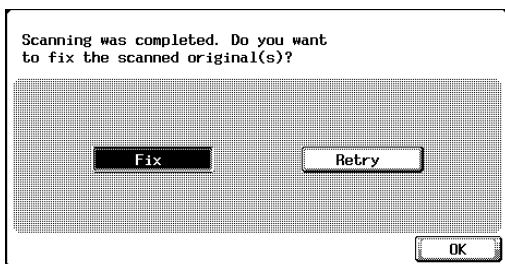 Scanning was completed. Do you want
to fix the scanned original(s)?
Fix
Retry
OK